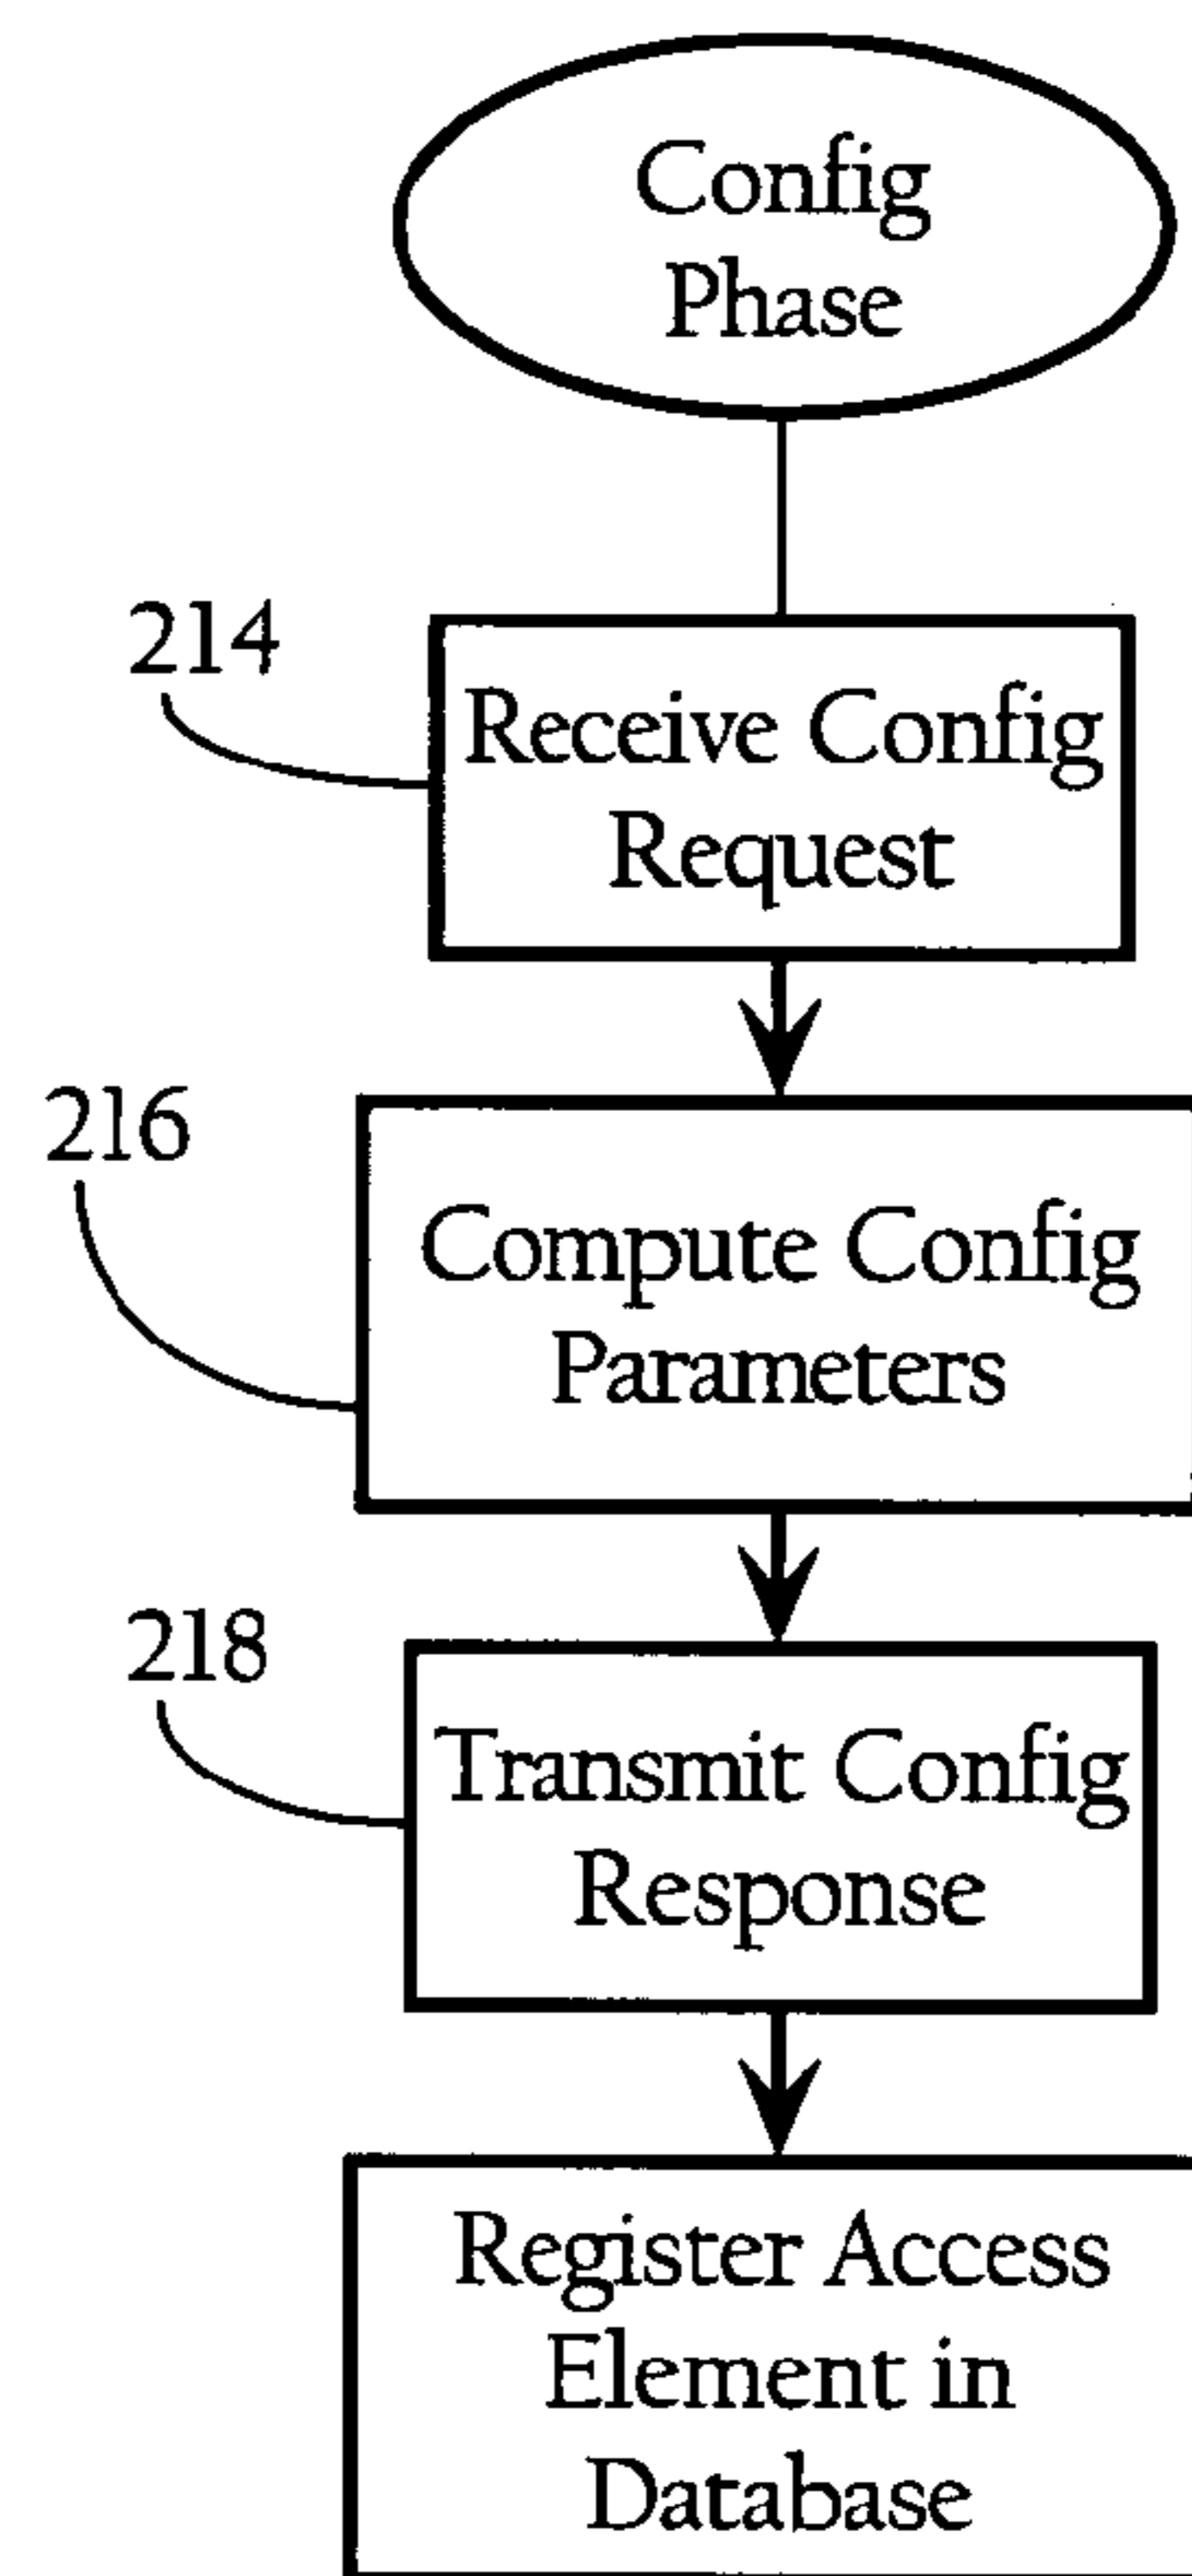 Config
Phase
214
Receive Config
Request
216
Compute Config
Parameters
218
Transmit Config
Response
Register Access
Element in
Database